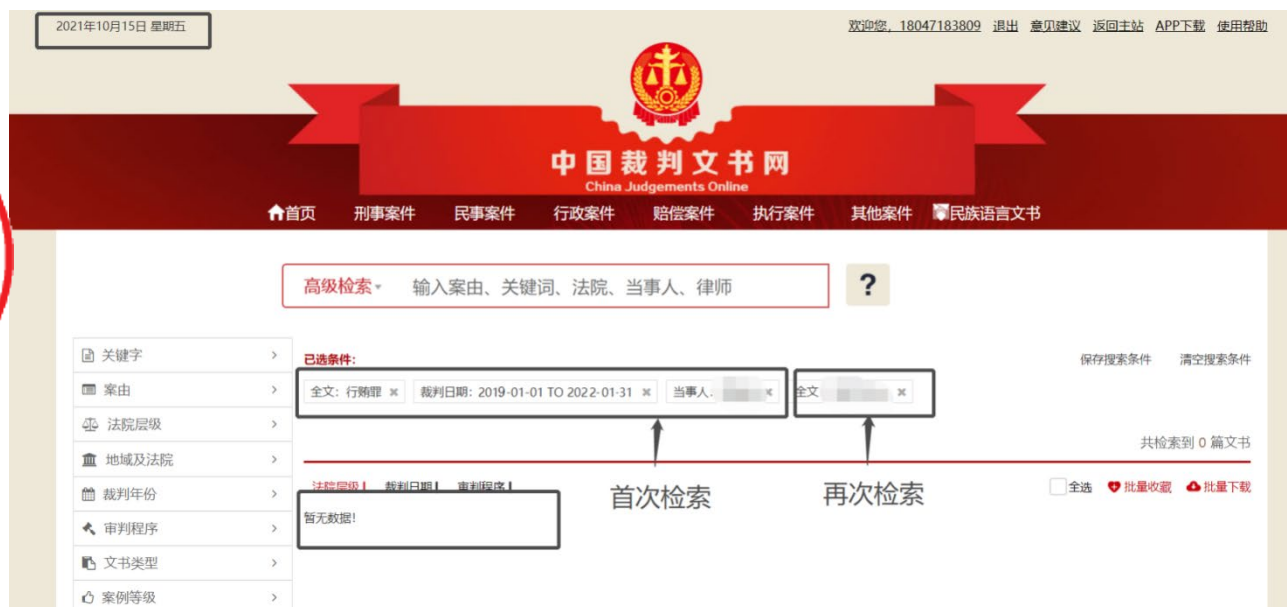 2021年10月15日 星期五
欢迎您，18047183809 退出 意见建议 返回主站 APP下载 使用帮助
中国裁判文书网
China Judgements Online
首页 刑事案件 民事案件 行政案件 赔偿案件 执行案件 其他案件 民族语言文书
高级检索 输入案由、关键词、法院、当事人、律师 ?
关键字
案由
法院层级
地域及法院
裁判年份
审判程序
文书类型
案例等级
已选条件:
保存搜索条件 清空搜索条件
全文: 行贿罪 × 裁判日期: 2019-01-01 TO 2022-01-31 × 当事人: × 全文 ×
共检索到 0 篇文书
首次检索 再次检索
法院层级 裁判日期 审判程序
全选 批量收藏 批量下载
暂无数据!